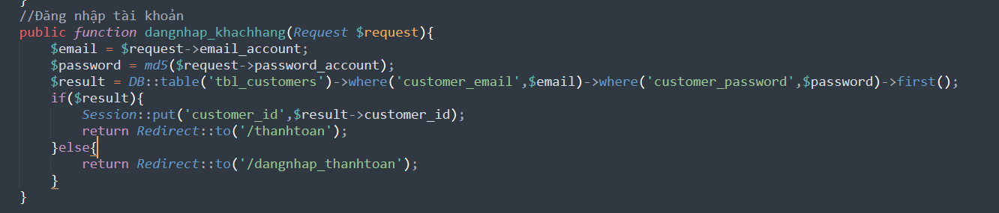 }
//Đăng nhập tài khoản
public function dangnhap_khachhang(Request $request){
    $email = $request->email_account;
    $password = md5($request->password_account);
    $result = DB::table('tbl_customers')->where('customer_email',$email)->where('customer_password',$password)->first();
    if($result){
        Session::put('customer_id',$result->customer_id);
        return Redirect::to('/thanhtoan');
    }else{
        return Redirect::to('/dangnhap_thanhtoan');
    }
}